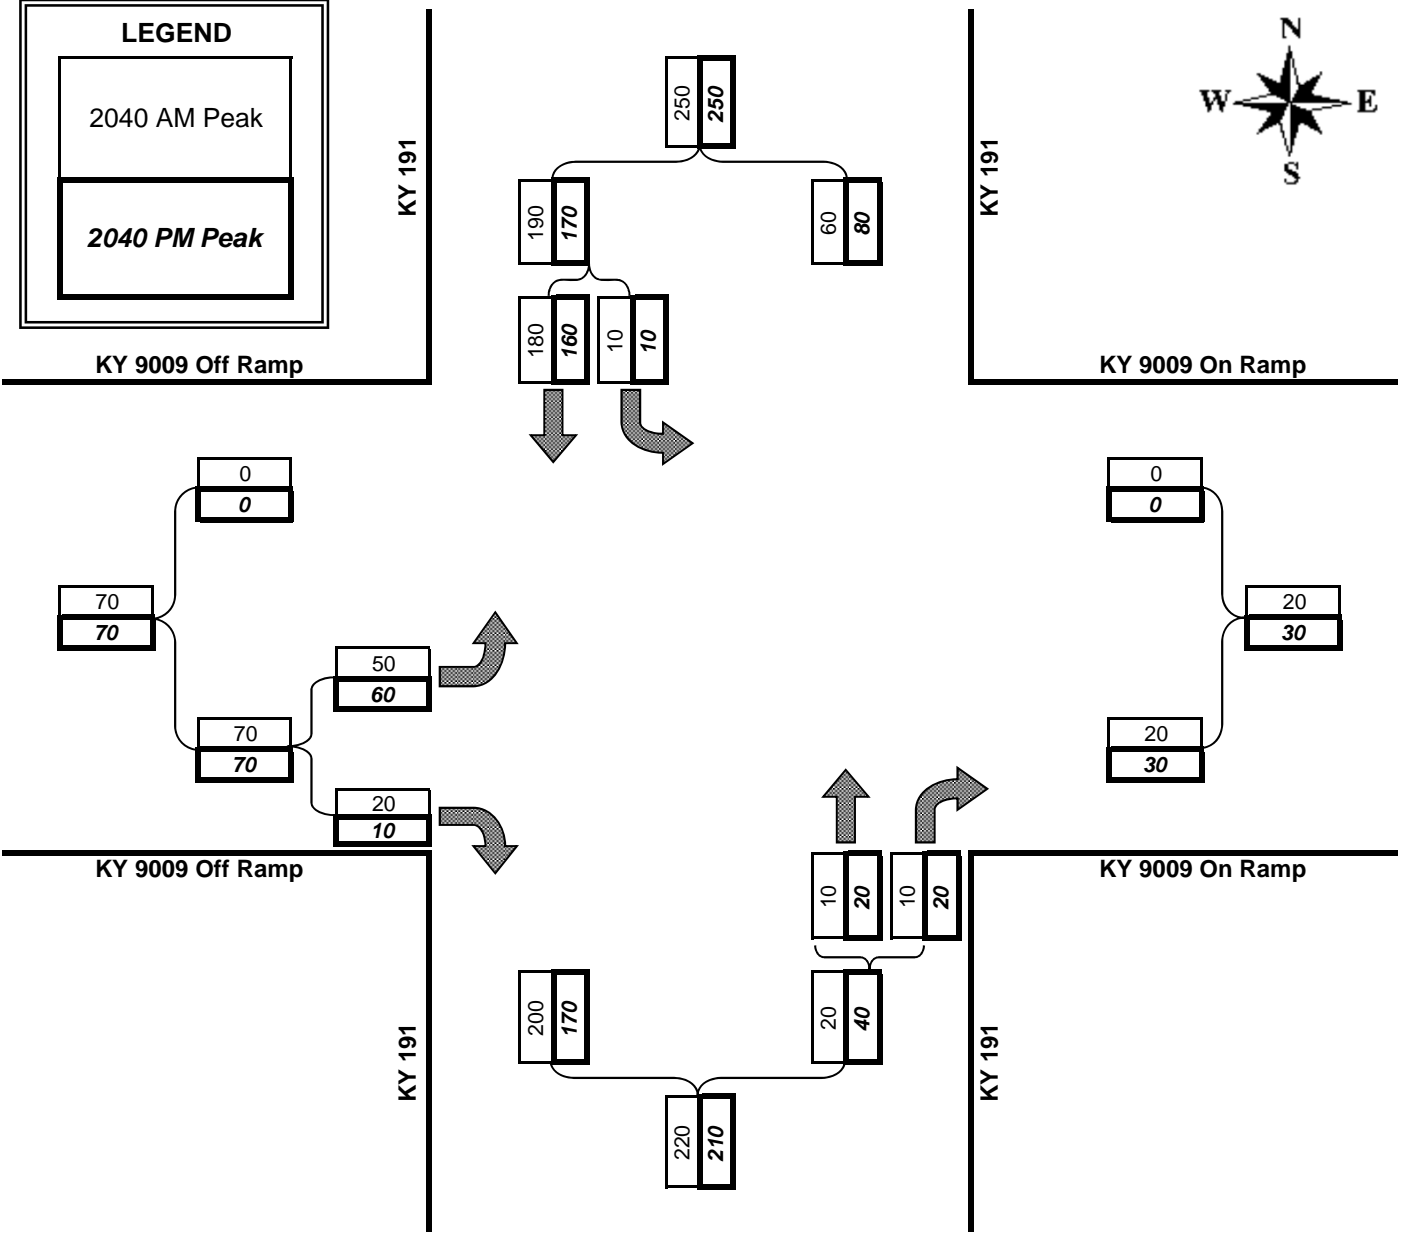 LEGEND
2040 AM Peak
2040 PM Peak
N
W E
S
KY 191
KY 191
250 250
190 170
60 80
180 160 10 10
KY 9009 Off Ramp
KY 9009 On Ramp
0
0
70
70
50
60
70
70
20
10
0
0
20
30
20
30
KY 9009 Off Ramp
KY 9009 On Ramp
10 20 10 20
200 170
20 40
KY 191
KY 191
220 210